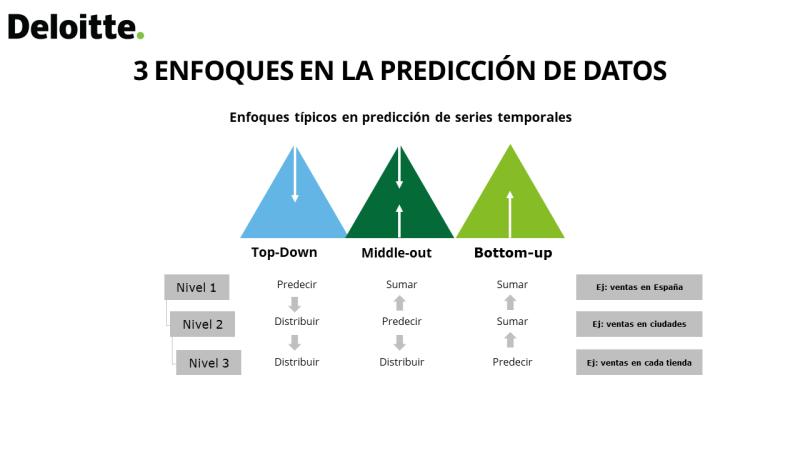 Deloitte.
3 ENFOQUES EN LA PREDICCIÓN DE DATOS
Enfoques típicos en predicción de series temporales
Top-Down Middle-out Bottom-up
Nivel 1 Predecir Sumar Sumar Ej: ventas en España
Nivel 2 Distribuir Predecir Sumar Ej: ventas en ciudades
Nivel 3 Distribuir Distribuir Predecir Ej: ventas en cada tienda